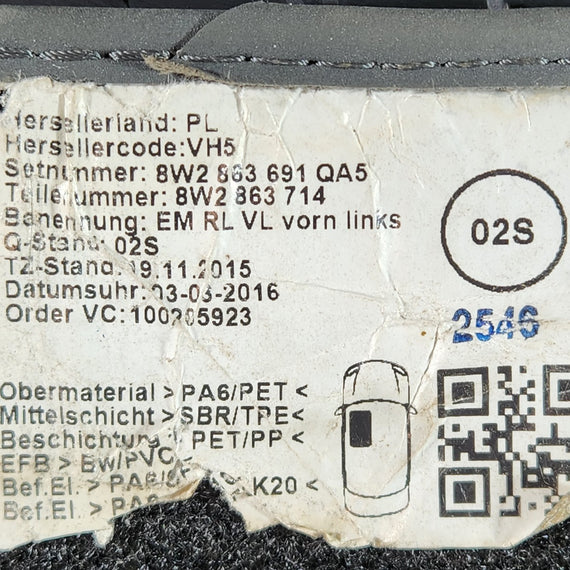 Herstellerland: PL
Herstellercode:VH5
Setnummer: 8W2 863 691 QA5
Teilenummer: 8W2 863 714
Benennung: EM RL VL vorn links
Q-Stand: 02S
TZ-Stand: 19.11.2015
Datumsuhr: 03-03-2016
Order VC:100205923
02S
2546
Obermaterial > PA6/PET <
Mittelschicht > SBR/TPE <
Beschichtung PET/PP <
EFB > Bw/PVC <
Bef.El. > K20 <
Bef.El. >